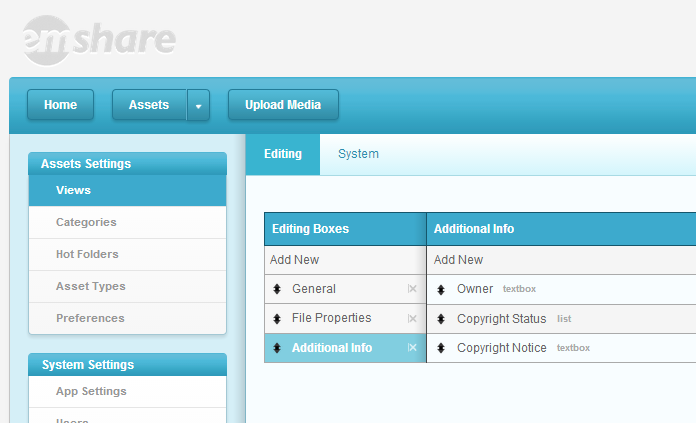 emshare
Home Assets Upload Media
Assets Settings
Views
Categories
Hot Folders
Asset Types
Preferences
System Settings
App Settings
Users
Editing System
Editing Boxes Additional Info
Add New Add New
General Owner textbox
File Properties Copyright Status list
Additional Info Copyright Notice textbox